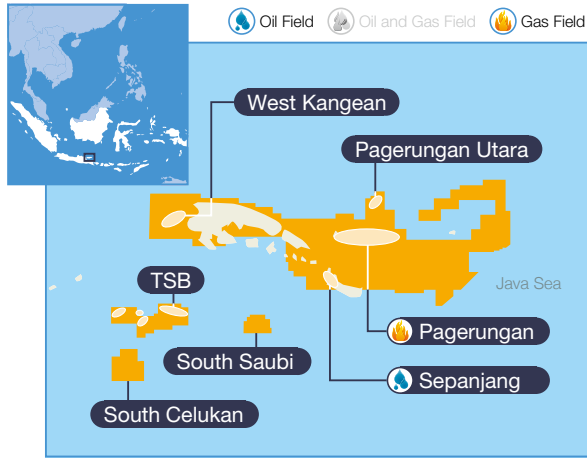 Oil Field
Oil and Gas Field
Gas Field
West Kangean
Pagerungan Utara
TSB
Java Sea
Pagerungan
South Saubi
Sepanjang
South Celukan